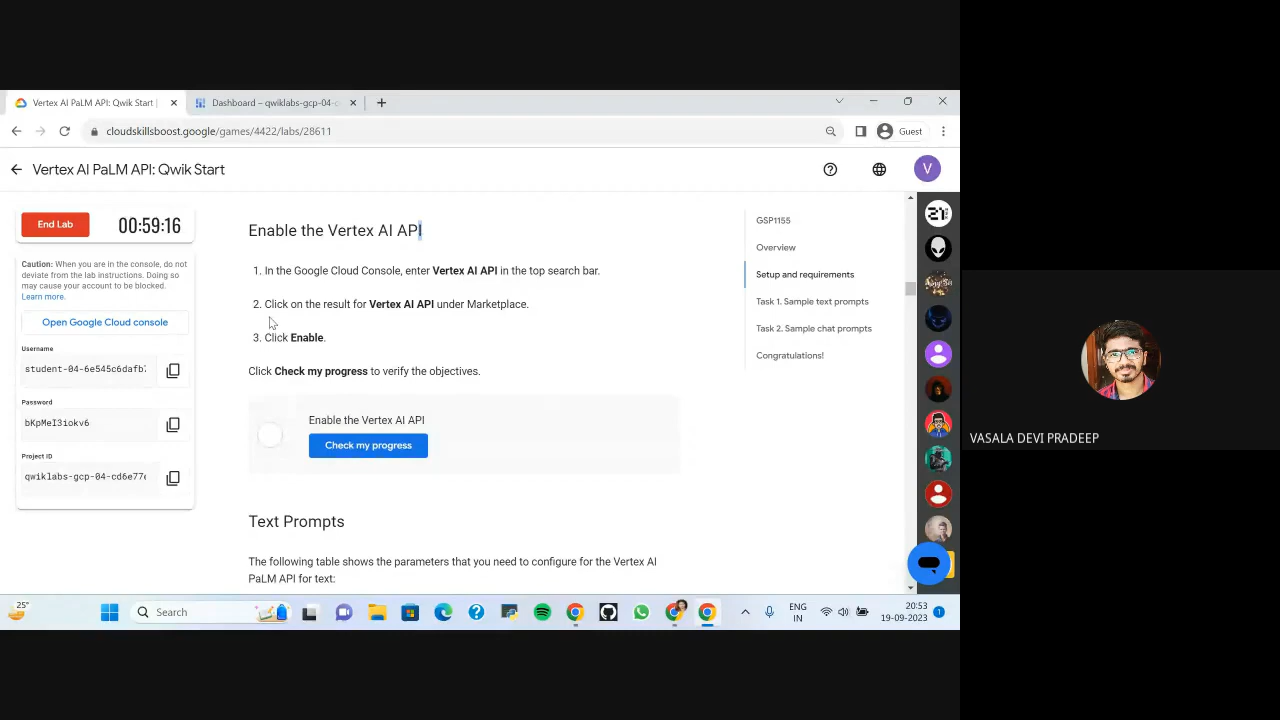 Vertex AI PaLM API: Qwik Start |
Dashboard – qwiklabs-gcp-04-c
cloudskillsboost.google/games/4422/labs/28611
Guest
Vertex AI PaLM API: Qwik Start
V
End Lab
00:59:16
Caution: When you are in the console, do not
deviate from the lab instructions. Doing so
may cause your account to be blocked.
Learn more.
Open Google Cloud console
Username
student-04-6e545c6dafb7
Password
bKpMeI3iokv6
Project ID
qwiklabs-gcp-04-cd6e77e
Enable the Vertex AI API
1. In the Google Cloud Console, enter Vertex AI API in the top search bar.
2. Click on the result for Vertex AI API under Marketplace.
3. Click Enable.
Click Check my progress to verify the objectives.
Enable the Vertex AI API
Check my progress
Text Prompts
The following table shows the parameters that you need to configure for the Vertex AI
PaLM API for text:
GSP1155
Overview
Setup and requirements
Task 1. Sample text prompts
Task 2. Sample chat prompts
Congratulations!
21
VASALA DEVI PRADEEP
25°
Search
ENG
IN
20:53
19-09-2023
1